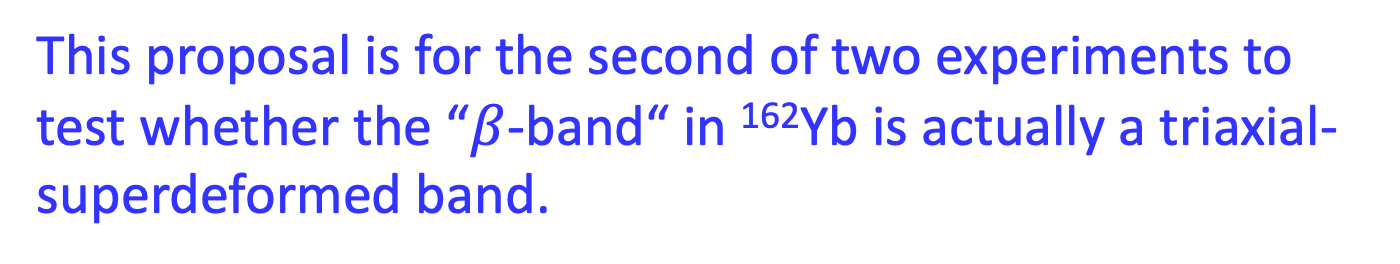 This proposal is for the second of two experiments to
test whether the “β-band“ in ¹⁶²Yb is actually a triaxial-
superdeformed band.